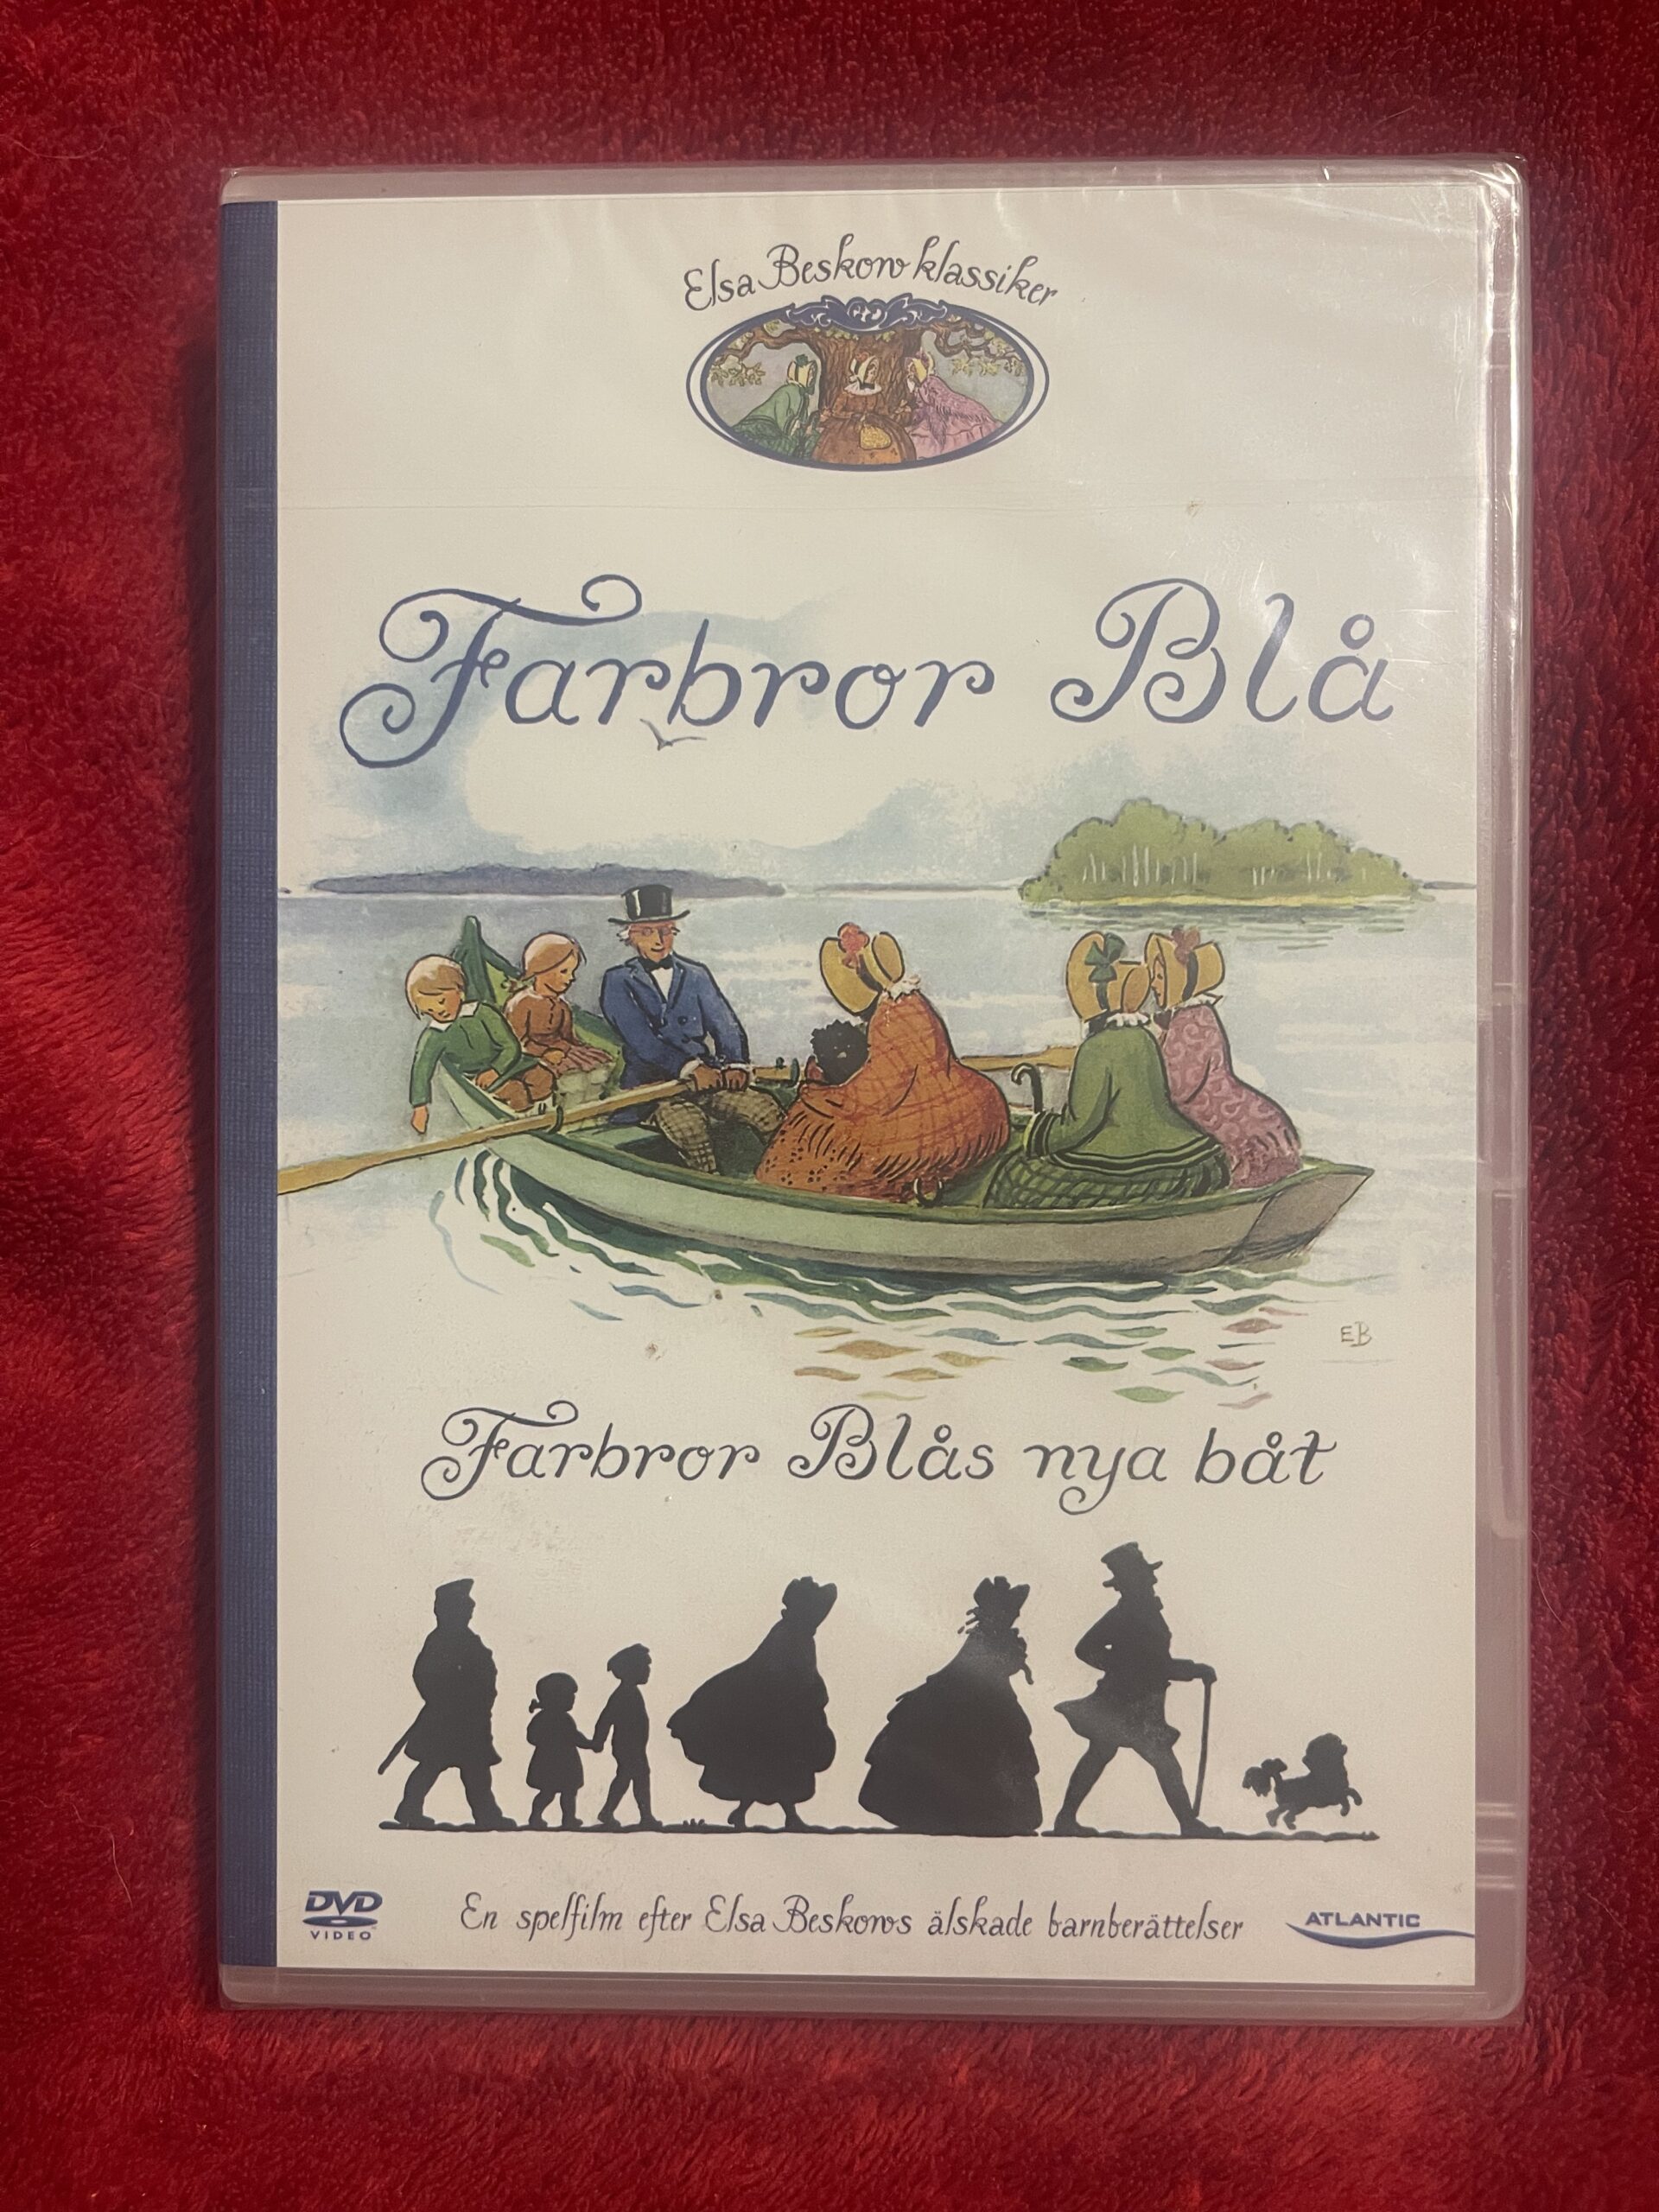 Elsa Beskow klassiker
Farbror Blå
EB
Farbror Blås nya båt
DVD
VIDEO
En spelfilm efter Elsa Beskows älskade barnberättelser
ATLANTIC